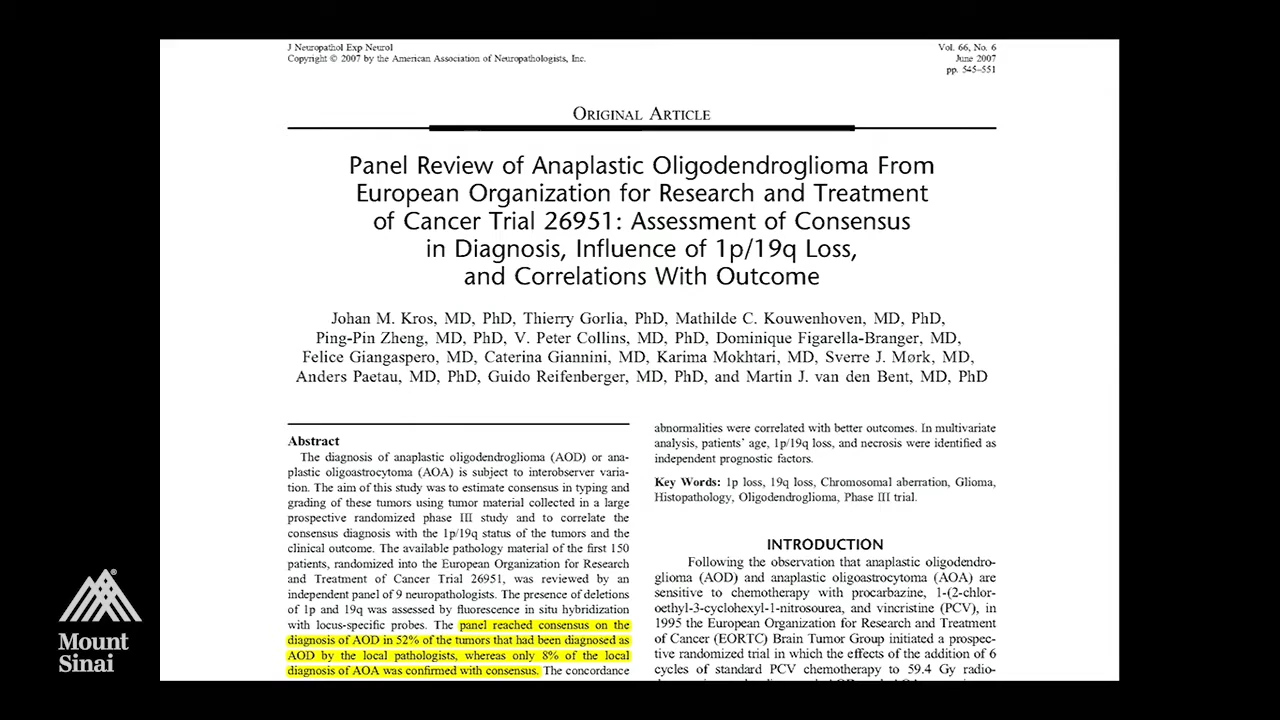 J Neuropathol Exp Neurol
Copyright © 2007 by the American Association of Neuropathologists, Inc.
Vol. 66, No. 6
June 2007
pp. 545–551
ORIGINAL ARTICLE
Panel Review of Anaplastic Oligodendroglioma From
European Organization for Research and Treatment
of Cancer Trial 26951: Assessment of Consensus
in Diagnosis, Influence of 1p/19q Loss,
and Correlations With Outcome
Johan M. Kros, MD, PhD, Thierry Gorlia, PhD, Mathilde C. Kouwenhoven, MD, PhD,
Ping-Pin Zheng, MD, PhD, V. Peter Collins, MD, PhD, Dominique Figarella-Branger, MD,
Felice Giangaspero, MD, Caterina Giannini, MD, Karima Mokhtari, MD, Sverre J. Mørk, MD,
Anders Paetau, MD, PhD, Guido Reifenberger, MD, PhD, and Martin J. van den Bent, MD, PhD
Abstract
The diagnosis of anaplastic oligodendroglioma (AOD) or ana-
plastic oligoastrocytoma (AOA) is subject to interobserver varia-
tion. The aim of this study was to estimate consensus in typing and
grading of these tumors using tumor material collected in a large
prospective randomized phase III study and to correlate the
consensus diagnosis with the 1p/19q status of the tumors and the
clinical outcome. The available pathology material of the first 150
patients, randomized into the European Organization for Research
and Treatment of Cancer Trial 26951, was reviewed by an
independent panel of 9 neuropathologists. The presence of deletions
of 1p and 19q was assessed by fluorescence in situ hybridization
with locus-specific probes. The panel reached consensus on the
diagnosis of AOD in 52% of the tumors that had been diagnosed as
AOD by the local pathologists, whereas only 8% of the local
diagnosis of AOA was confirmed with consensus. The concordance
abnormalities were correlated with better outcomes. In multivariate
analysis, patients' age, 1p/19q loss, and necrosis were identified as
independent prognostic factors.
Key Words: 1p loss, 19q loss, Chromosomal aberration, Glioma,
Histopathology, Oligodendroglioma, Phase III trial.
INTRODUCTION
Following the observation that anaplastic oligodendro-
glioma (AOD) and anaplastic oligoastrocytoma (AOA) are
sensitive to chemotherapy with procarbazine, 1-(2-chlor-
oethyl-3-cyclohexyl-1-nitrosourea, and vincristine (PCV), in
1995 the European Organization for Research and Treatment
of Cancer (EORTC) Brain Tumor Group initiated a prospec-
tive randomized trial in which the effects of the addition of 6
cycles of standard PCV chemotherapy to 59.4 Gy radio-
Mount
Sinai